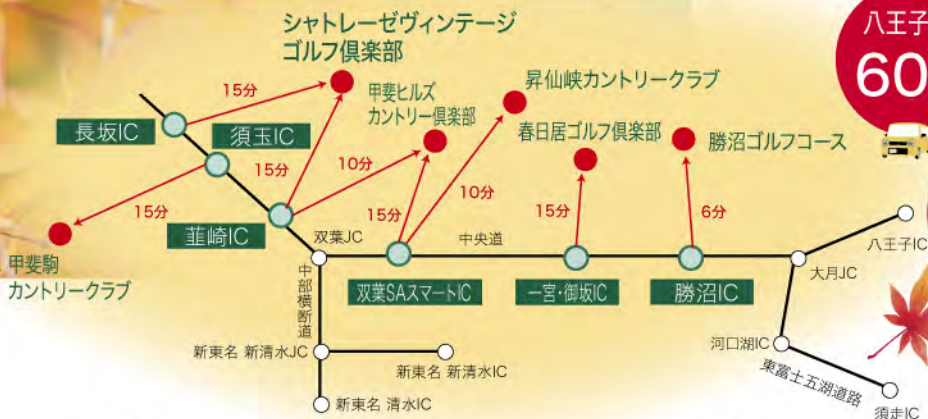 シャトレーゼヴィンテージ
ゴルフ倶楽部
八王子
60
15分
甲斐ヒルズ
カントリー倶楽部
昇仙峡カントリークラブ
長坂IC
須玉IC
春日居ゴルフ倶楽部
勝沼ゴルフコース
15分
10分
10分
15分
韮崎IC
15分
15分
6分
甲斐駒
カントリークラブ
双葉JC
中央道
八王子IC
大月JC
双葉SAスマートIC
一宮・御坂IC
勝沼IC
中部横断道
新東名 新清水JC
新東名 新清水IC
河口湖IC
東富士五湖道路
新東名 清水IC
須走IC